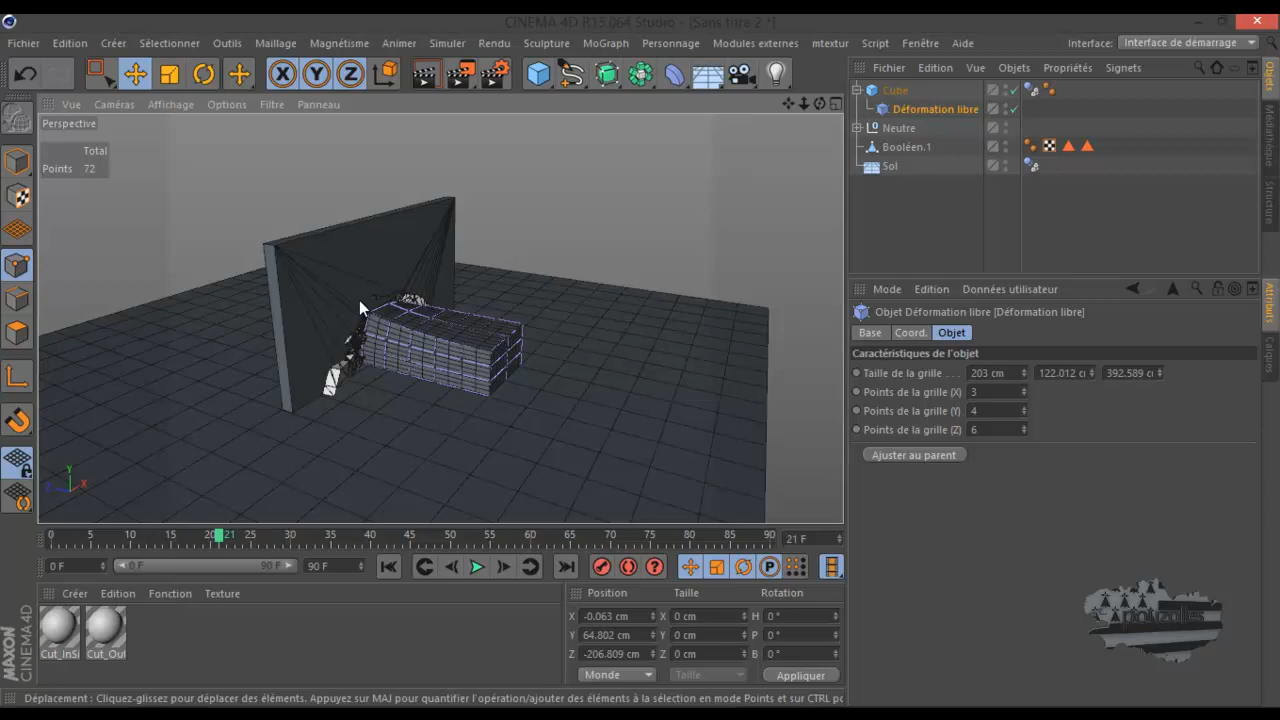 CINEMA 4D R15.064 Studio - [Sans titre 2 *]
Fichier Edition Créer Sélectionner Outils Maillage Magnétisme Animer Simuler Rendu Sculpture MoGraph Personnage Modules externes mtextur Script Fenêtre Aide Interface: Interface de démarrage
X Y Z
Fichier Edition Vue Objets Propriétés Signets
Cube
Déformation libre
Neutre
Booléen.1
Sol
Objets
Médiathèque
Structure
Vue Caméras Affichage Options Filtre Panneau
Perspective
Total
Points 72
Y
X
Z
Mode Edition Données utilisateur
Objet Déformation libre [Déformation libre]
Base Coord. Objet
Caractéristiques de l'objet
Taille de la grille . . . 203 cm 122.012 c 392.589 c
Points de la grille (X) 3
Points de la grille (Y) 4
Points de la grille (Z) 6
Ajuster au parent
Attributs
Calques
0 5 10 15 20 21 25 30 35 40 45 50 55 60 65 70 75 80 85 90 21 F
0 F 0 F 90 F 90 F
P
Créer Edition Fonction Texture
Cut_InSi Cut_Out
Position Taille Rotation
X -0.063 cm X 0 cm H 0 °
Y 64.802 cm Y 0 cm P 0 °
Z -206.809 cm Z 0 cm B 0 °
Monde Taille Appliquer
MAXON
CINEMA 4D
Déplacement : Cliquez-glissez pour déplacer des éléments. Appuyez sur MAJ pour quantifier l'opération/ajouter des éléments à la sélection en mode Points et sur CTRL po